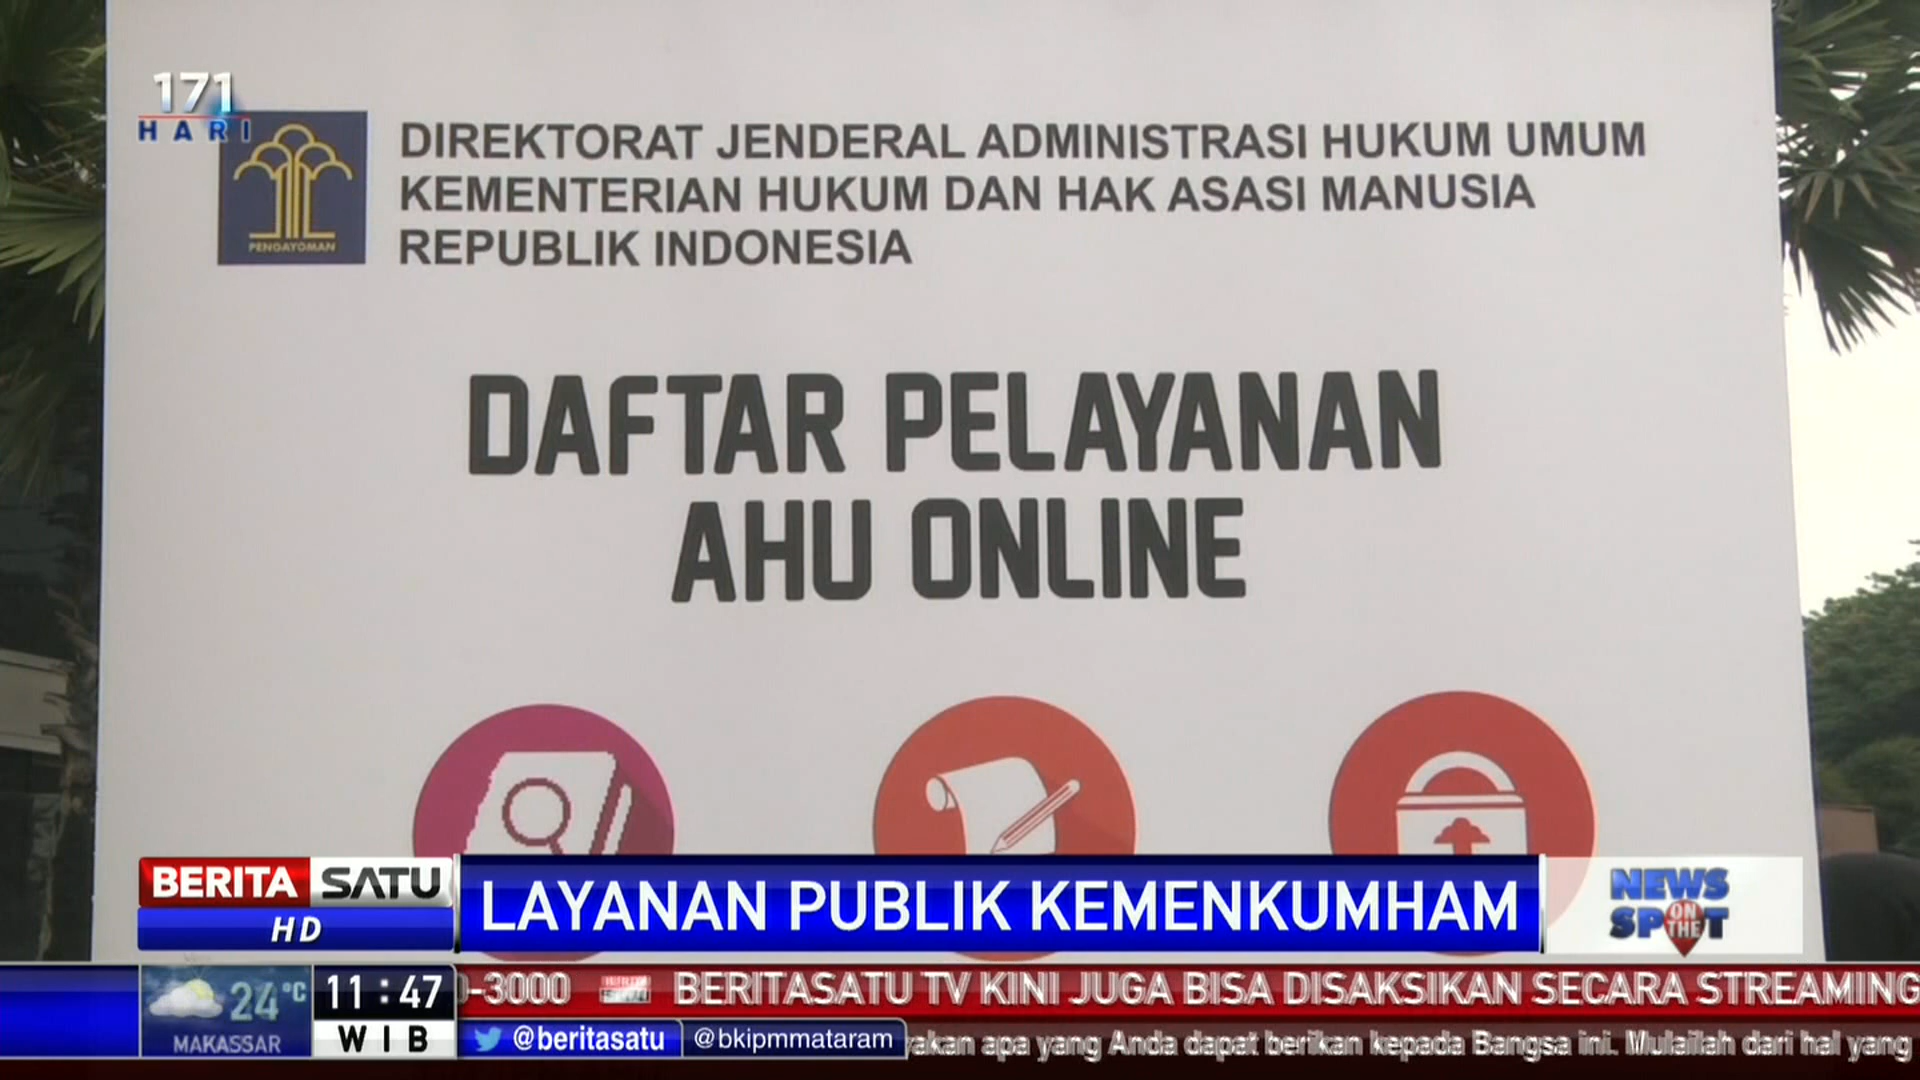 171
HARI
PENGAYOMAN
DIREKTORAT JENDERAL ADMINISTRASI HUKUM UMUM
KEMENTERIAN HUKUM DAN HAK ASASI MANUSIA
REPUBLIK INDONESIA
DAFTAR PELAYANAN
AHU ONLINE
BERITA SATU
HD
LAYANAN PUBLIK KEMENKUMHAM
NEWS
ON THE
SPOT
24°C
MAKASSAR
11:47
WIB
-3000 BERITASATU TV KINI JUGA BISA DISAKSIKAN SECARA STREAMING
@beritasatu @bkipmmataram akan apa yang Anda dapat berikan kepada Bangsa ini. Mulailah dari hal yang